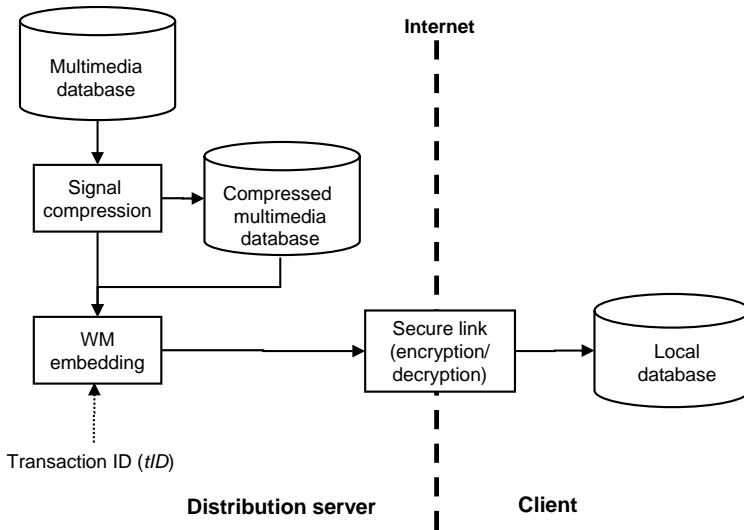 Internet
Multimedia
database
Signal
compression
Compressed
multimedia
database
WM
embedding
Secure link
(encryption/
decryption)
Local
database
Transaction ID (tID)
Distribution server
Client